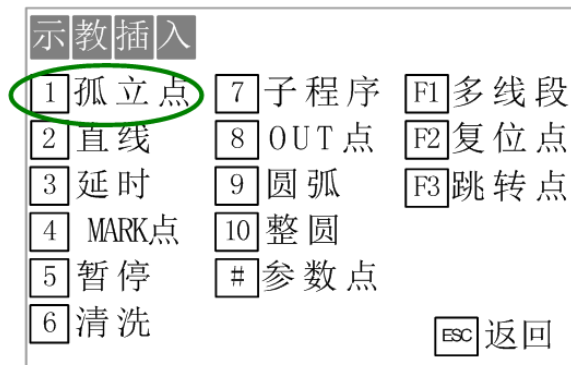 示教插入
1 孤立点 7 子程序 F1 多线段
2 直线 8 OUT点 F2 复位点
3 延时 9 圆弧 F3 跳转点
4 MARK点 10 整圆
5 暂停 # 参数点
6 清洗
ESC 返回